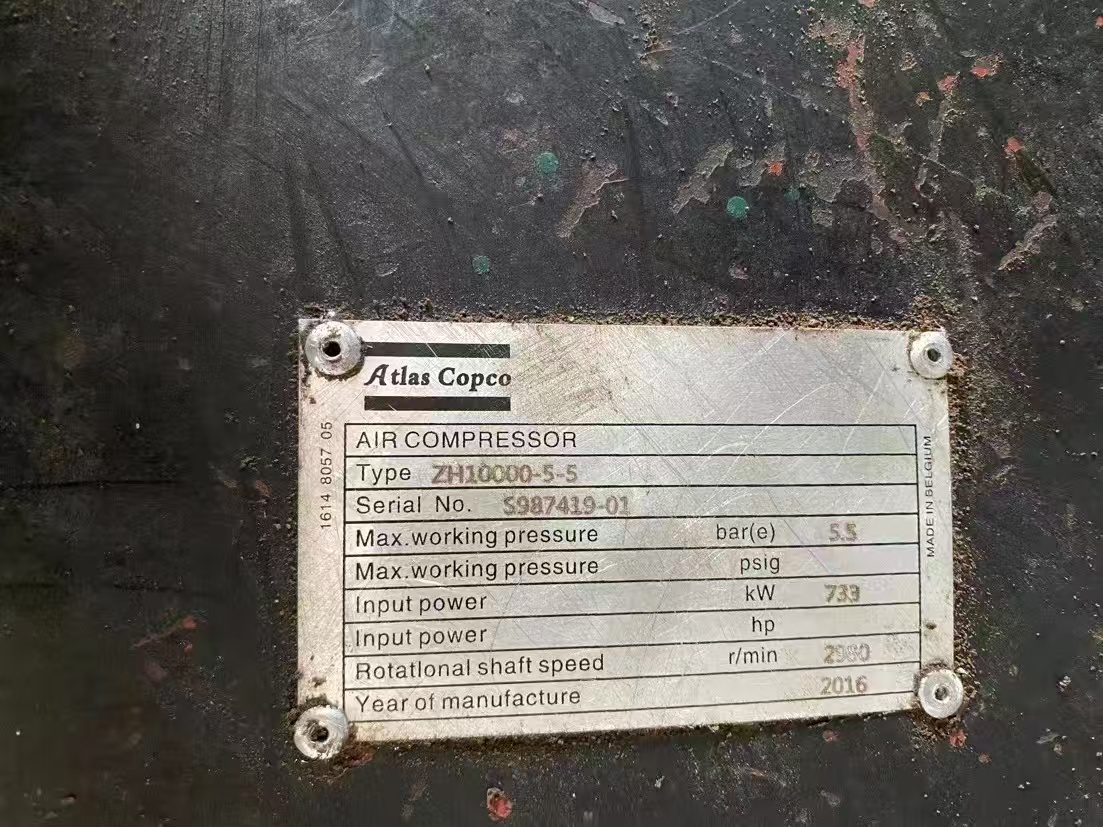 Atlas Copco
AIR COMPRESSOR
Type ZH10000-5-5
Serial No. S987419-01
Max.working pressure bar(e) 5.5
Max.working pressure psig
Input power kW 733
Input power hp
Rotatlonal shaft speed r/min 2980
Year of manufacture 2016
1614 8057 05
MADE IN BELGIUM